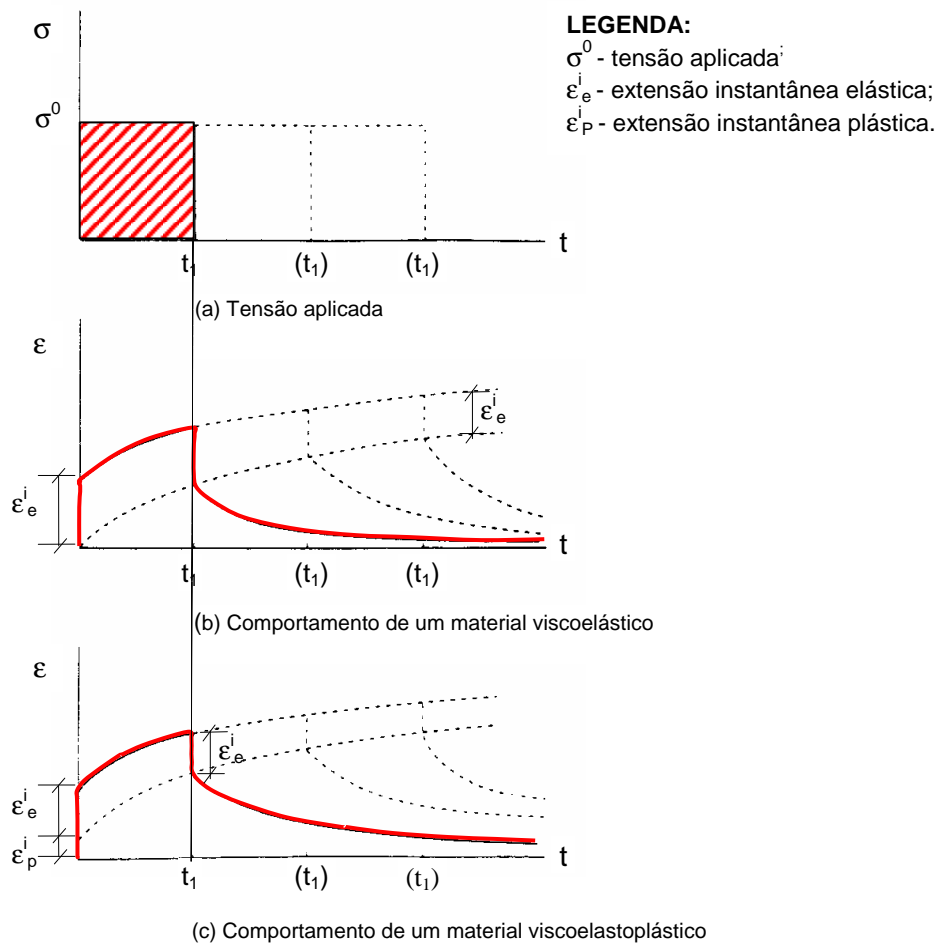 σ
σ⁰
t₁
(t₁)
(t₁)
t
(a) Tensão aplicada
LEGENDA:
σ⁰ - tensão aplicada;
εᵢₑ - extensão instantânea elástica;
εᵢₚ - extensão instantânea plástica.
ε
εᵢₑ
εᵢₑ
t₁
(t₁)
(t₁)
t
(b) Comportamento de um material viscoelástico
ε
εᵢₑ
εᵢₑ
εᵢₚ
t₁
(t₁)
(t₁)
t
(c) Comportamento de um material viscoelastoplástico